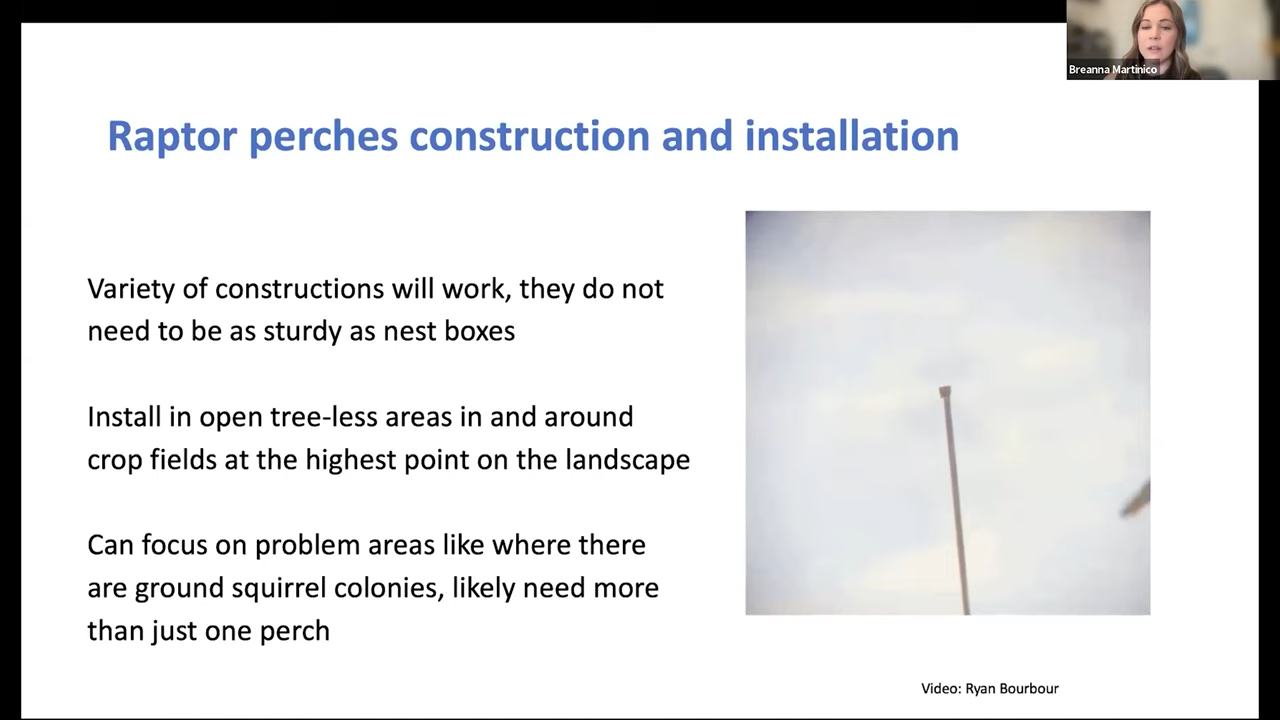 Breanna Martinico
Raptor perches construction and installation
Variety of constructions will work, they do not
need to be as sturdy as nest boxes
Install in open tree-less areas in and around
crop fields at the highest point on the landscape
Can focus on problem areas like where there
are ground squirrel colonies, likely need more
than just one perch
Video: Ryan Bourbour